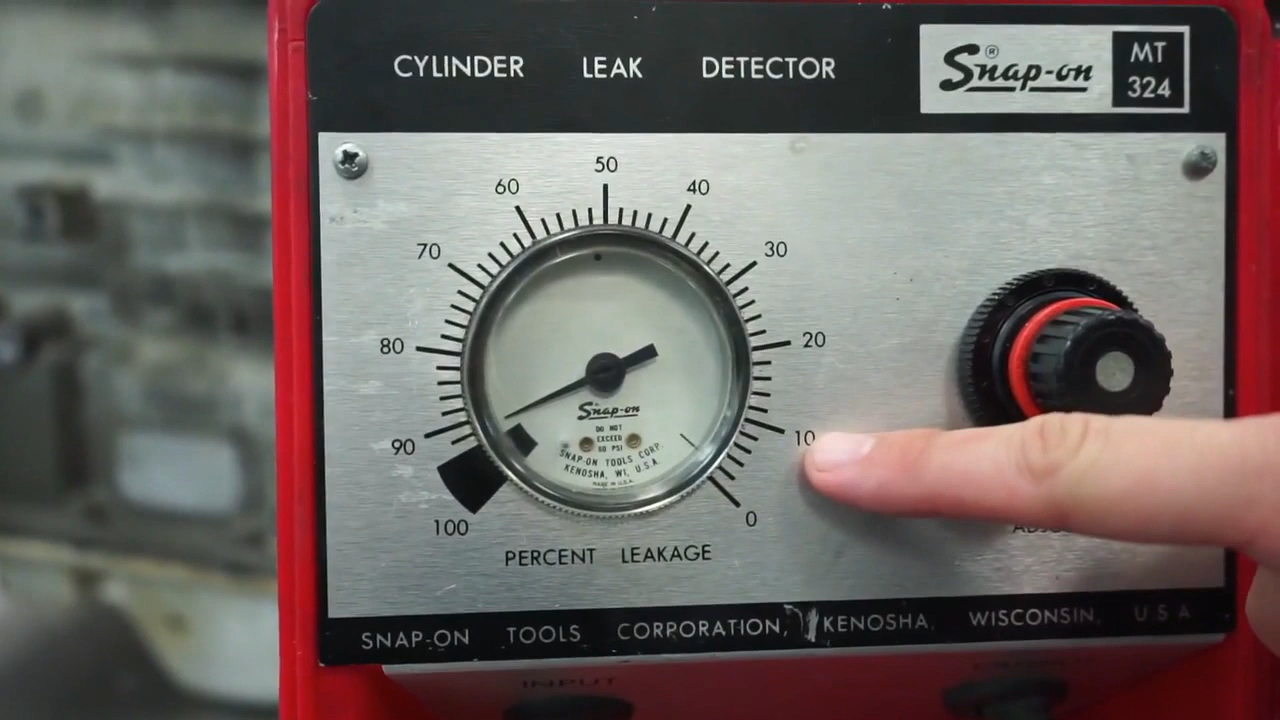 CYLINDER LEAK DETECTOR
Snap-on®
MT
324
50
60
40
70
30
80
20
90
10
100
0
Snap-on
DO NOT
EXCEED
60 PSI
SNAP-ON TOOLS CORP.
KENOSHA, WI, U.S.A.
MADE IN U.S.A.
PERCENT LEAKAGE
SNAP-ON TOOLS CORPORATION, KENOSHA, WISCONSIN, U.S.A
INPUT